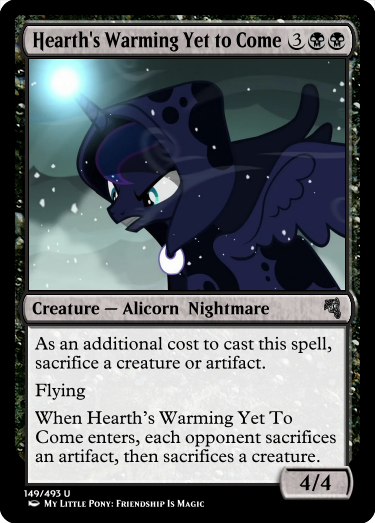 Hearth's Warming Yet to Come 3
Creature — Alicorn Nightmare
As an additional cost to cast this spell,
sacrifice a creature or artifact.
Flying
When Hearth's Warming Yet To
Come enters, each opponent sacrifices
an artifact, then sacrifices a creature.
4/4
149/493 U
My Little Pony: Friendship Is Magic